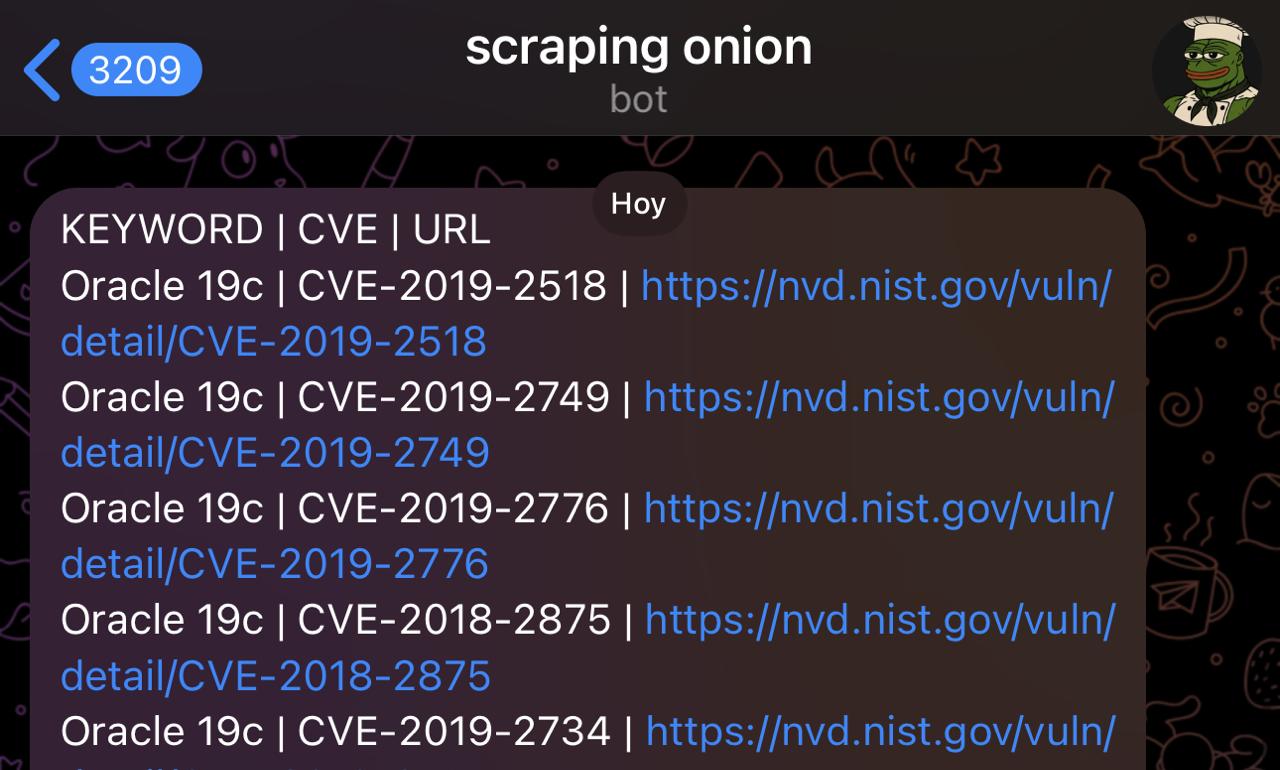 3209
scraping onion
bot
Hoy
KEYWORD | CVE | URL
Oracle 19c | CVE-2019-2518 | https://nvd.nist.gov/vuln/
detail/CVE-2019-2518
Oracle 19c | CVE-2019-2749 | https://nvd.nist.gov/vuln/
detail/CVE-2019-2749
Oracle 19c | CVE-2019-2776 | https://nvd.nist.gov/vuln/
detail/CVE-2019-2776
Oracle 19c | CVE-2018-2875 | https://nvd.nist.gov/vuln/
detail/CVE-2018-2875
Oracle 19c | CVE-2019-2734 | https://nvd.nist.gov/vuln/